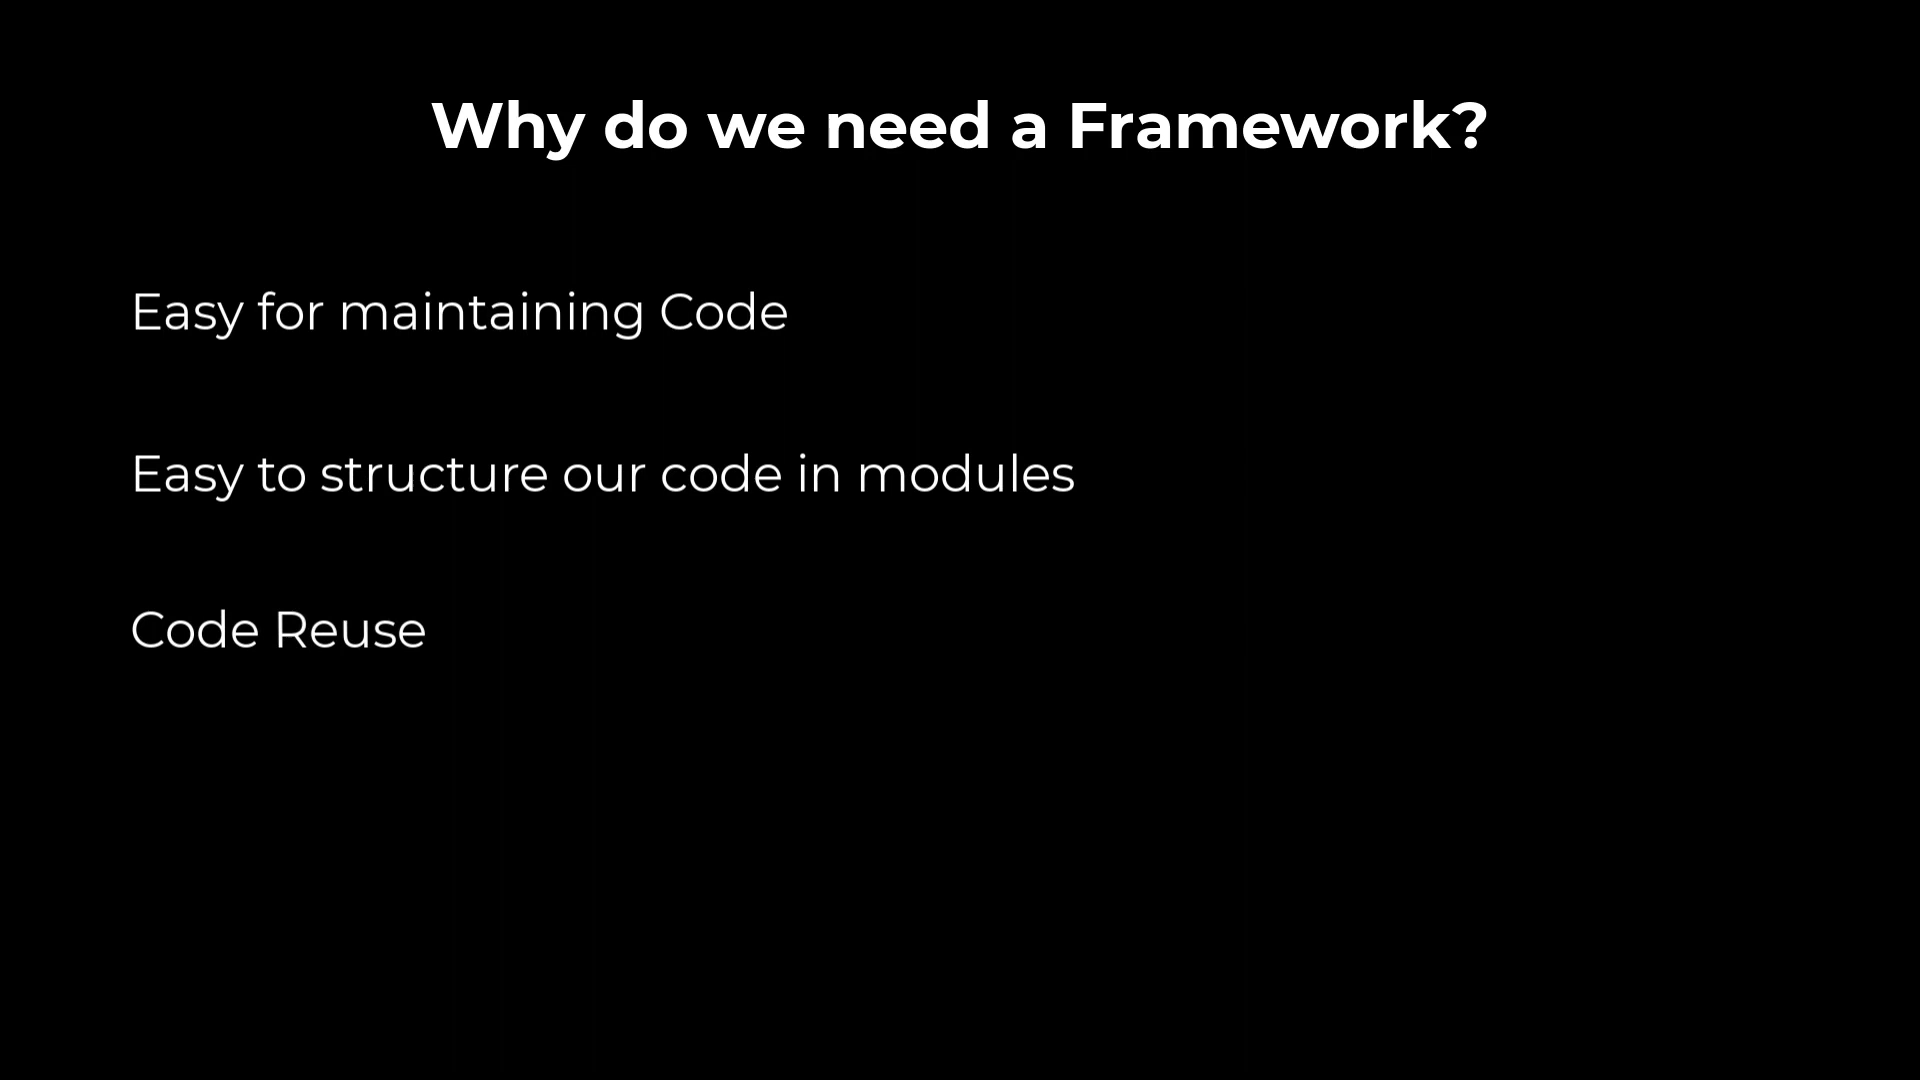 Why do we need a Framework?
Easy for maintaining Code
Easy to structure our code in modules
Code Reuse